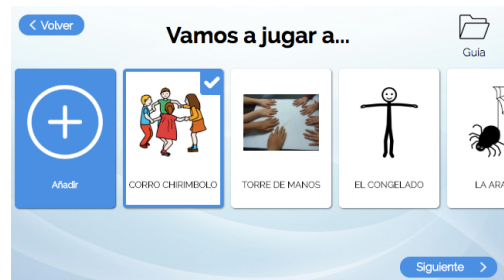 Volver
Vamos a jugar a...
Guía
Añadir
CORRO CHIRIMBOLO
TORRE DE MANOS
EL CONGELADO
LA ARA
Siguiente